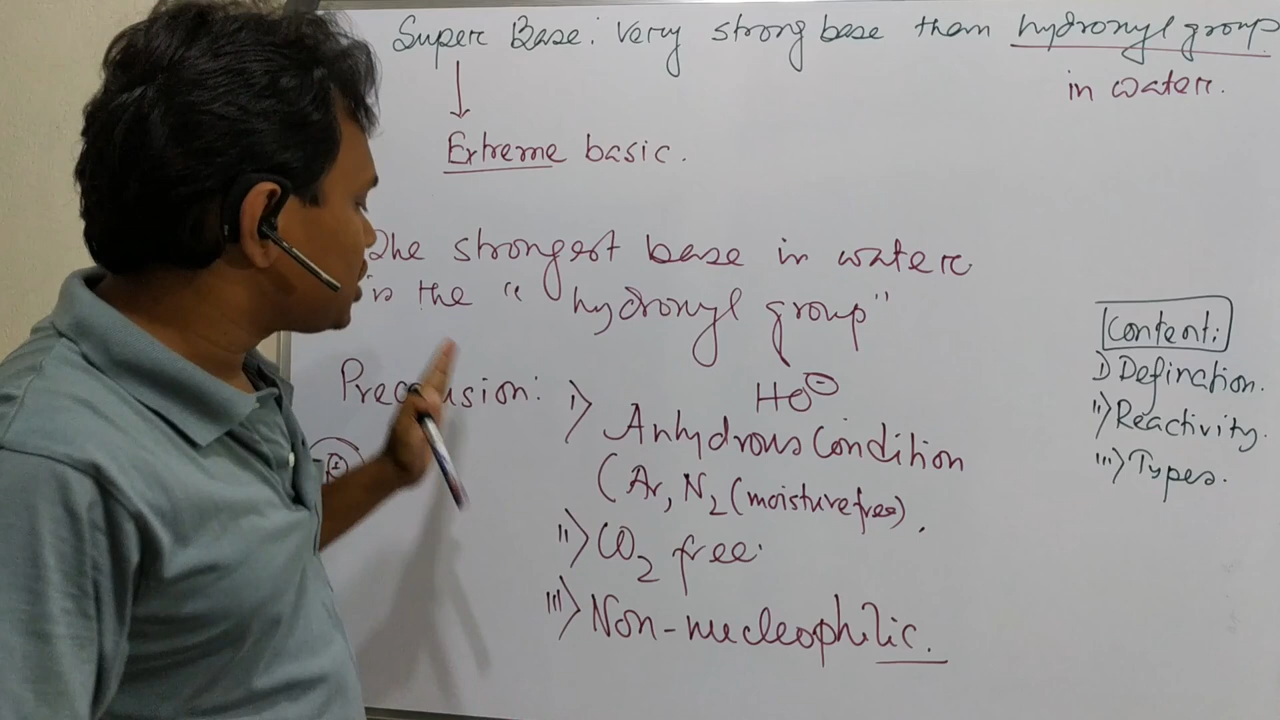 Super Base: Very strong base than hydroxyl group
in water.
Extreme basic.
The strongest base in water
is the " hydroxyl group"
HO⊖
Precausion: i) Anhydrous Condition
(Ar, N2 (moisture free).
ii) CO2 free.
iii) Non-nucleophilic.
Content:
i) Defination.
ii) Reactivity.
iii) Types.